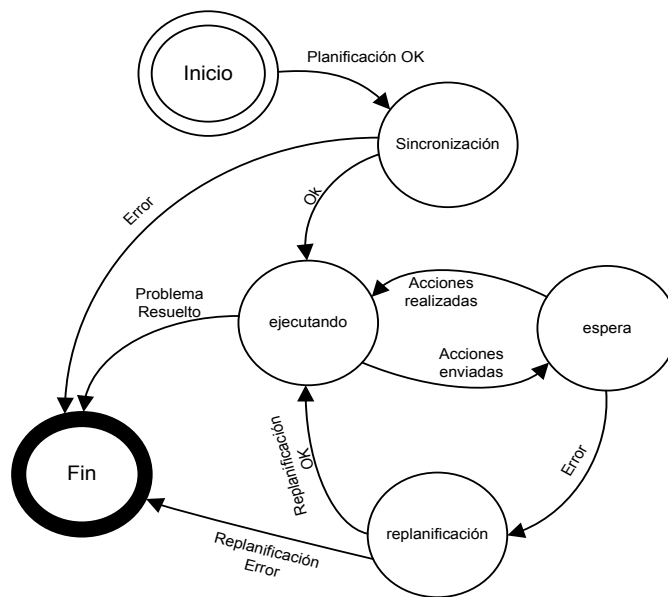 Planificación OK
Inicio
Sincronización
Error
Ok
Problema
Resuelto
ejecutando
Acciones
realizadas
espera
Acciones
enviadas
Fin
Replanificación
OK
Error
replanificación
Replanificación
Error